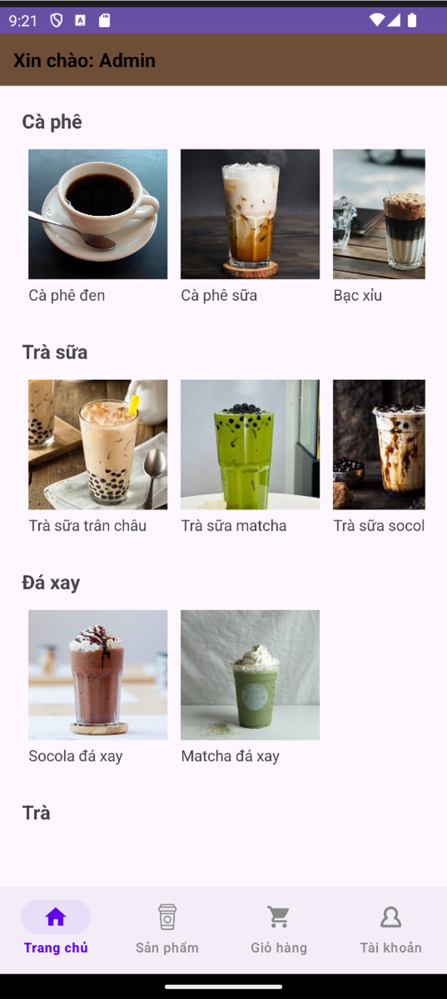 9:21 A
Xin chào: Admin
Cà phê
Cà phê đen Cà phê sữa Bạc xỉu
Trà sữa
Trà sữa trân châu Trà sữa matcha Trà sữa socol
Đá xay
Socola đá xay Matcha đá xay
Trà
Trang chủ Sản phẩm Giỏ hàng Tài khoản